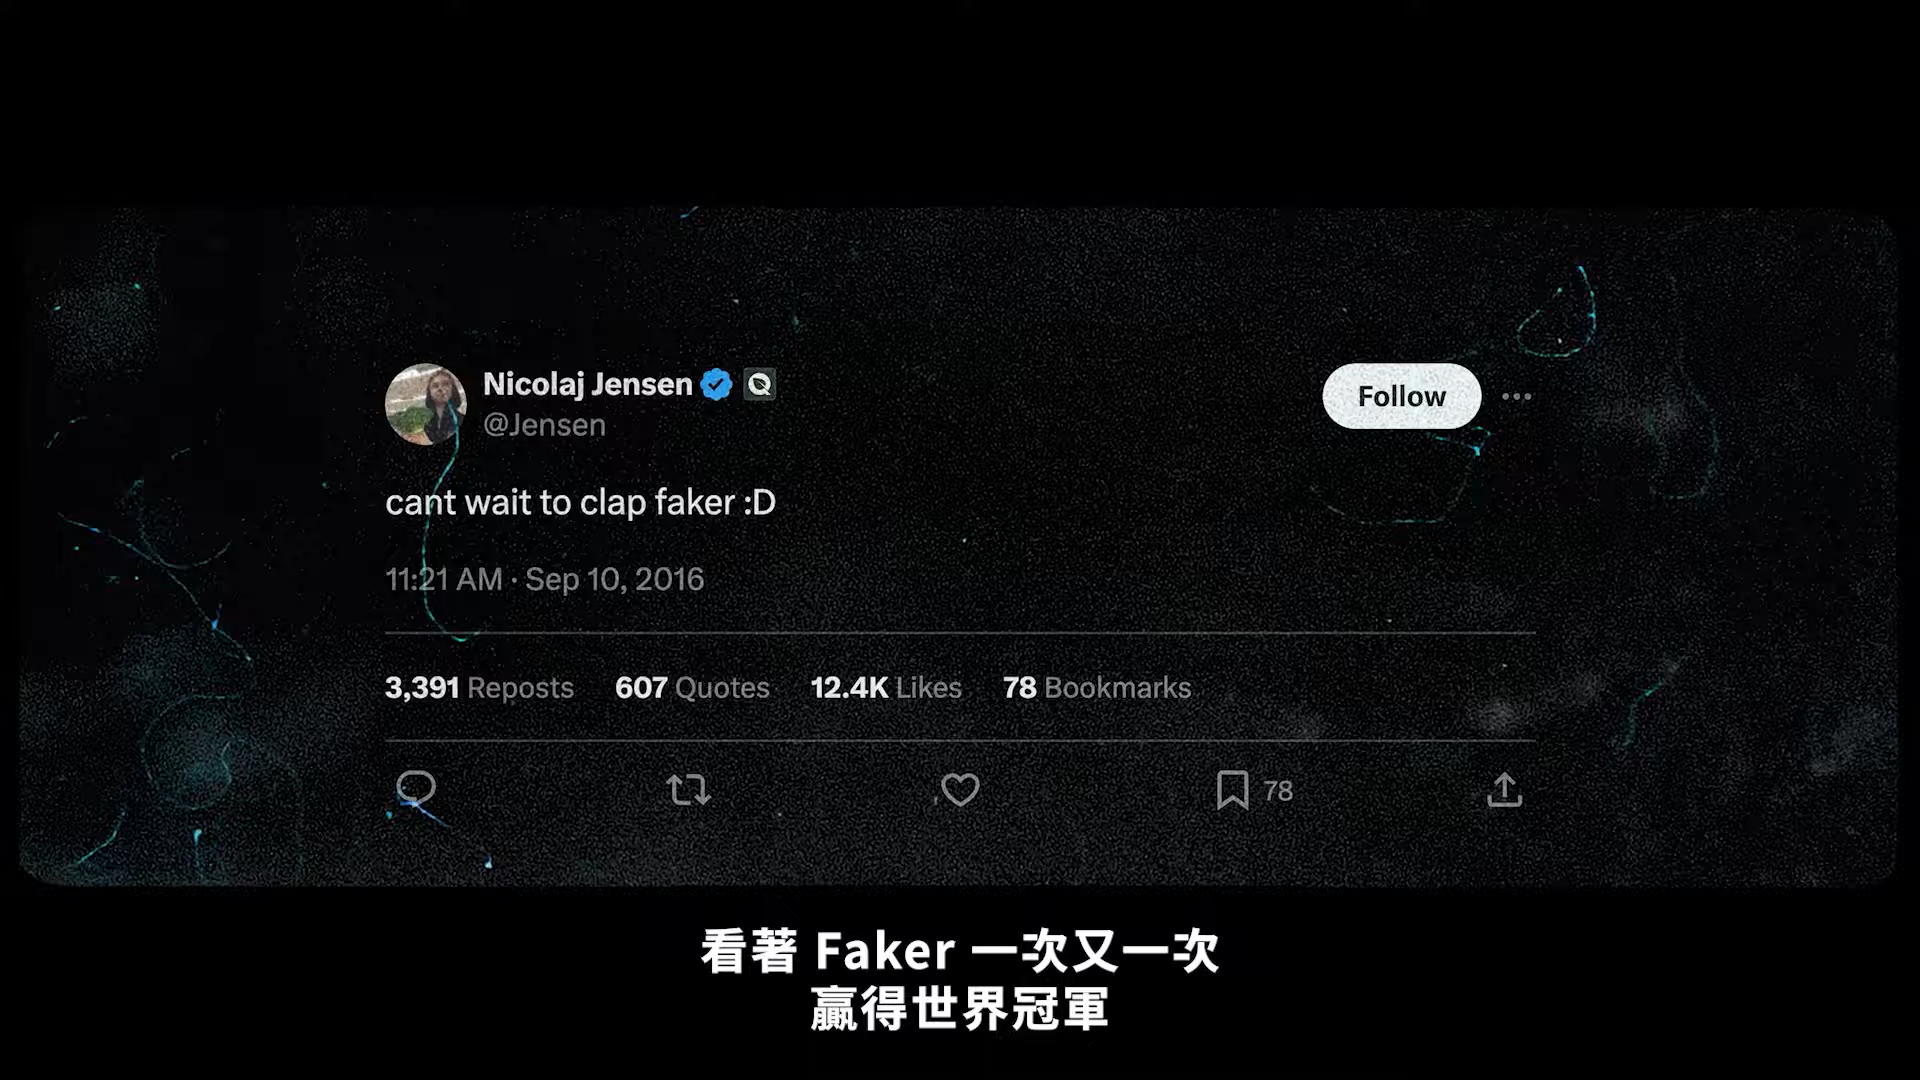 Nicolaj Jensen
@Jensen
Follow
cant wait to clap faker :D
11:21 AM · Sep 10, 2016
3,391 Reposts 607 Quotes 12.4K Likes 78 Bookmarks
78
看著 Faker 一次又一次
贏得世界冠軍